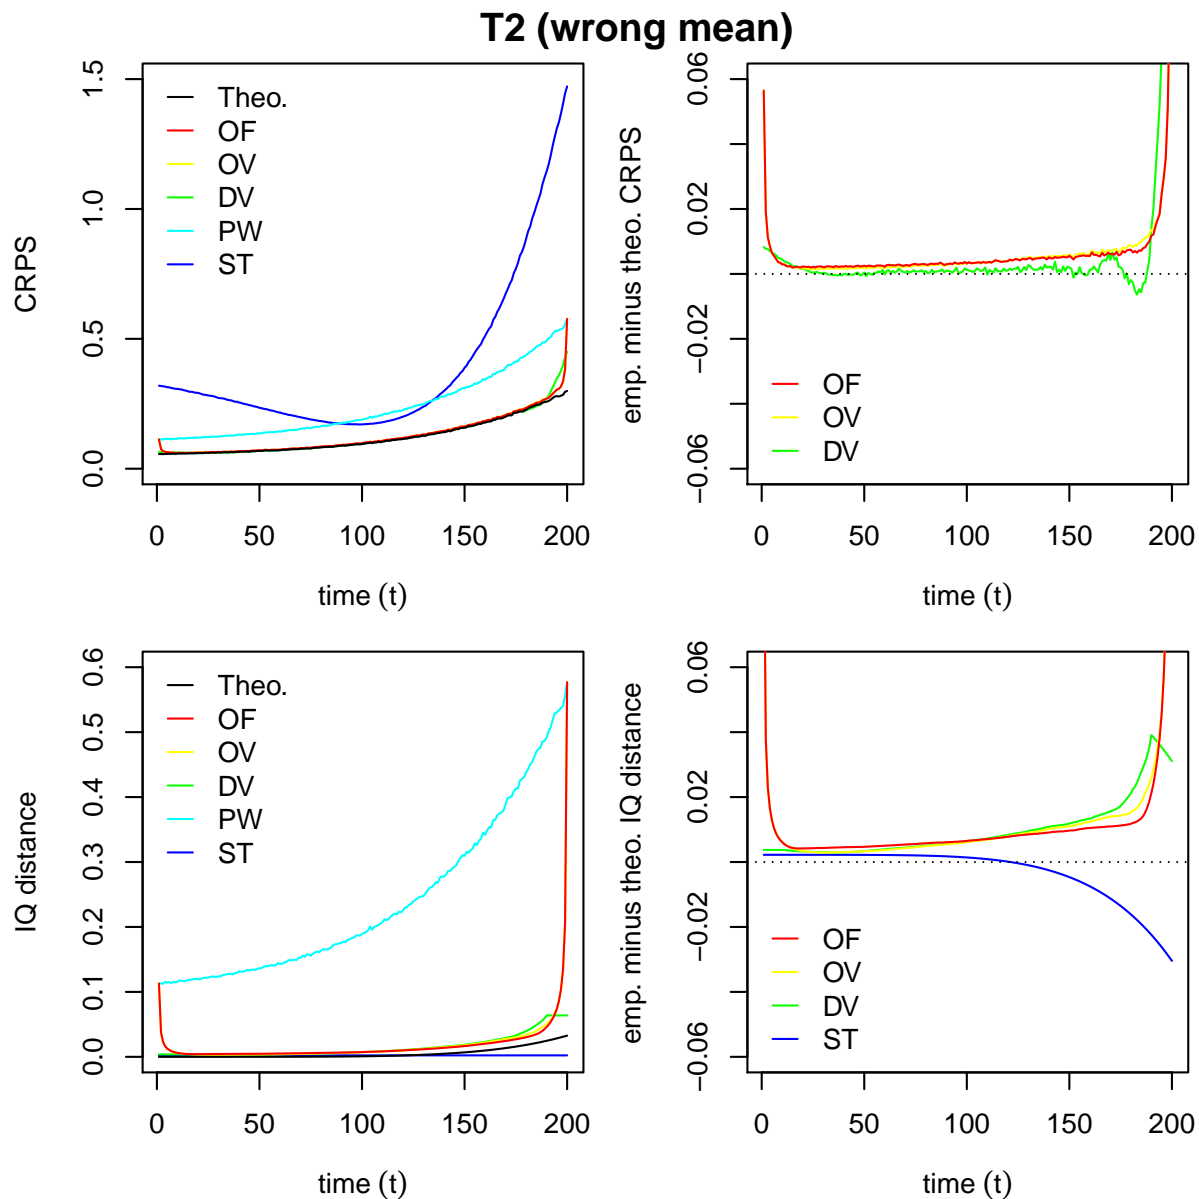 T2 (wrong mean)
CRPS
0.0
0.5
1.0
1.5
Theo.
OF
OV
DV
PW
ST
0 50 100 150 200
time (t)
emp. minus theo. CRPS
−0.06
−0.02
0.02
0.06
OF
OV
DV
0 50 100 150 200
time (t)
IQ distance
0.0
0.1
0.2
0.3
0.4
0.5
0.6
Theo.
OF
OV
DV
PW
ST
0 50 100 150 200
time (t)
emp. minus theo. IQ distance
−0.06
−0.02
0.02
0.06
OF
OV
DV
ST
0 50 100 150 200
time (t)